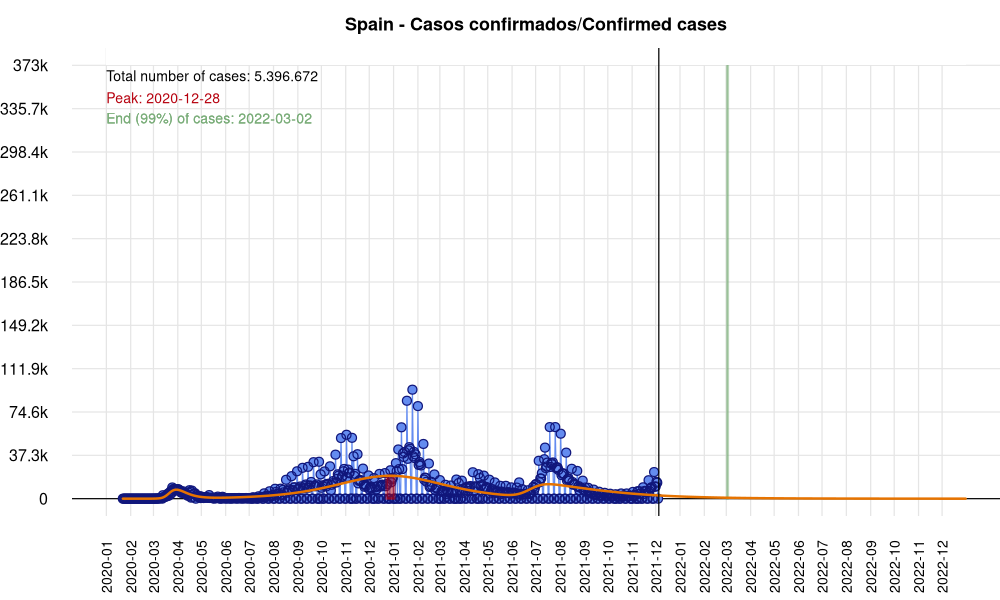 Spain - Casos confirmados/Confirmed cases
373k
335.7k
298.4k
261.1k
223.8k
186.5k
149.2k
111.9k
74.6k
37.3k
0
Total number of cases: 5.396.672
Peak: 2020-12-28
End (99%) of cases: 2022-03-02
2020-01
2020-02
2020-03
2020-04
2020-05
2020-06
2020-07
2020-08
2020-09
2020-10
2020-11
2020-12
2021-01
2021-02
2021-03
2021-04
2021-05
2021-06
2021-07
2021-08
2021-09
2021-10
2021-11
2021-12
2022-01
2022-02
2022-03
2022-04
2022-05
2022-06
2022-07
2022-08
2022-09
2022-10
2022-11
2022-12